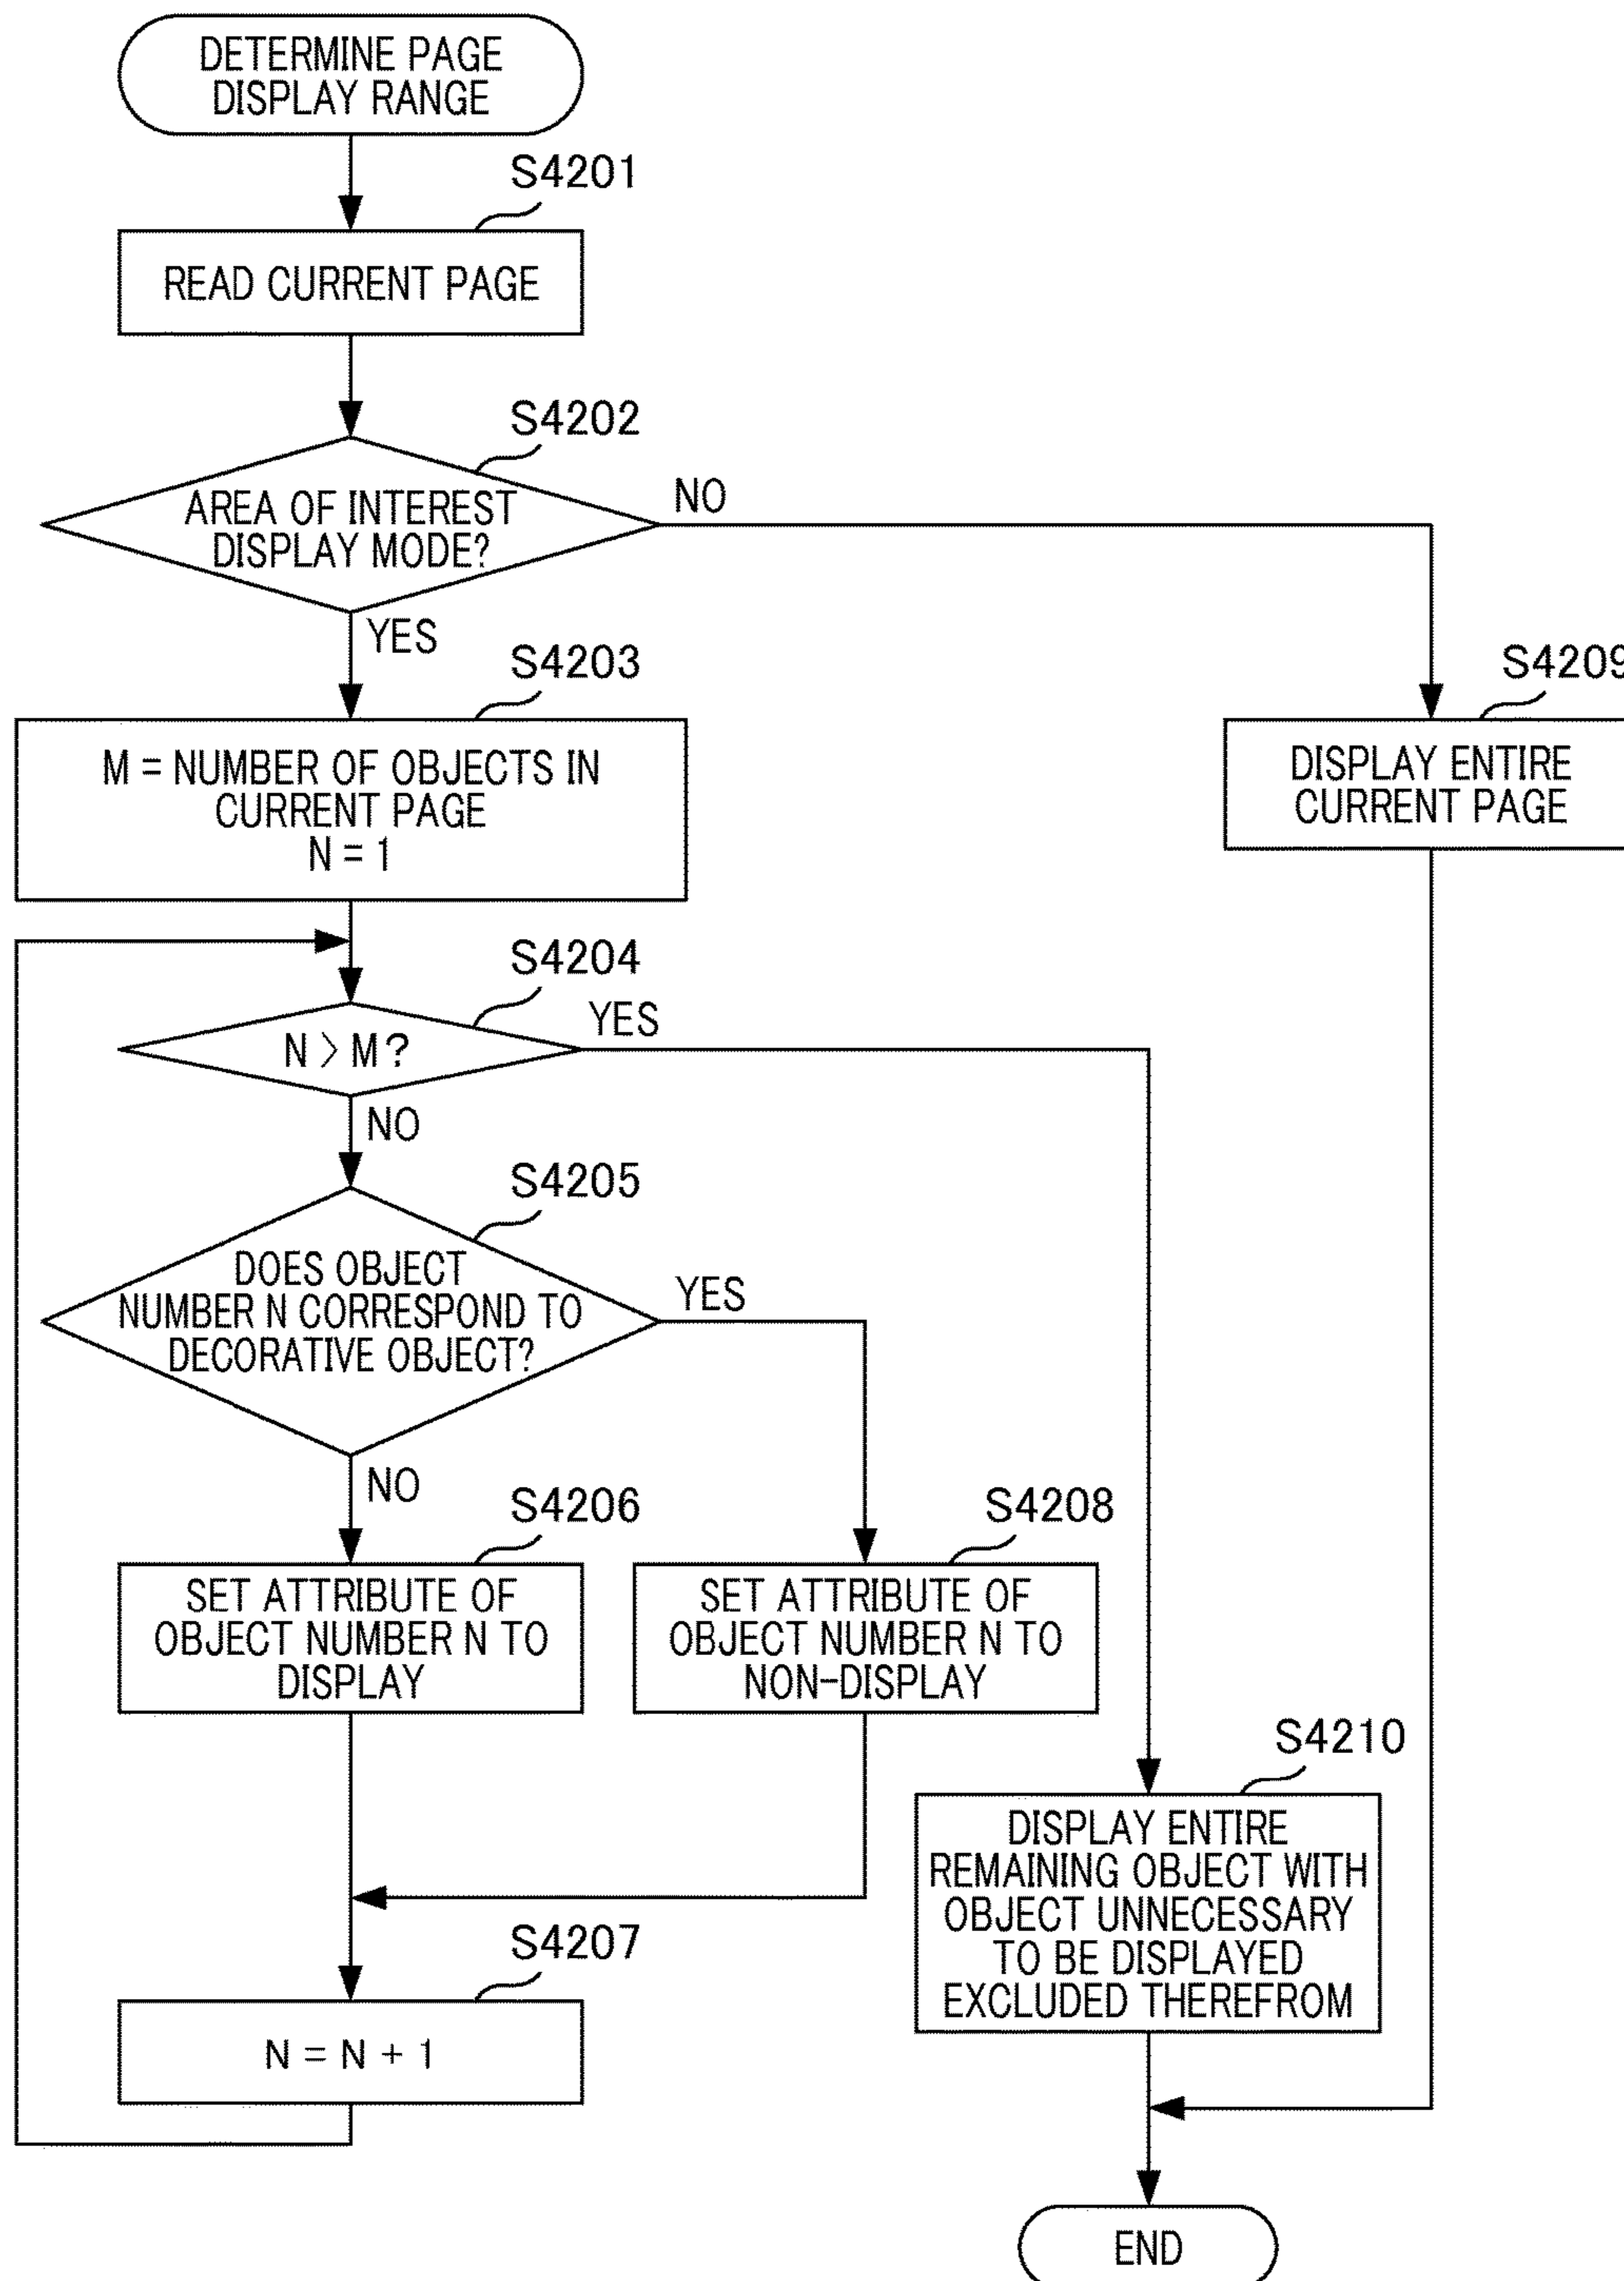 DETERMINE PAGE
DISPLAY RANGE
S4201
READ CURRENT PAGE
S4202
AREA OF INTEREST
DISPLAY MODE?
NO
YES
S4203
M = NUMBER OF OBJECTS IN
CURRENT PAGE
N = 1
S4209
DISPLAY ENTIRE
CURRENT PAGE
S4204
N > M?
YES
NO
S4205
DOES OBJECT
NUMBER N CORRESPOND TO
DECORATIVE OBJECT?
YES
NO
S4206
SET ATTRIBUTE OF
OBJECT NUMBER N TO
DISPLAY
S4208
SET ATTRIBUTE OF
OBJECT NUMBER N TO
NON-DISPLAY
S4210
DISPLAY ENTIRE
REMAINING OBJECT WITH
OBJECT UNNECESSARY
TO BE DISPLAYED
EXCLUDED THEREFROM
S4207
N = N + 1
END